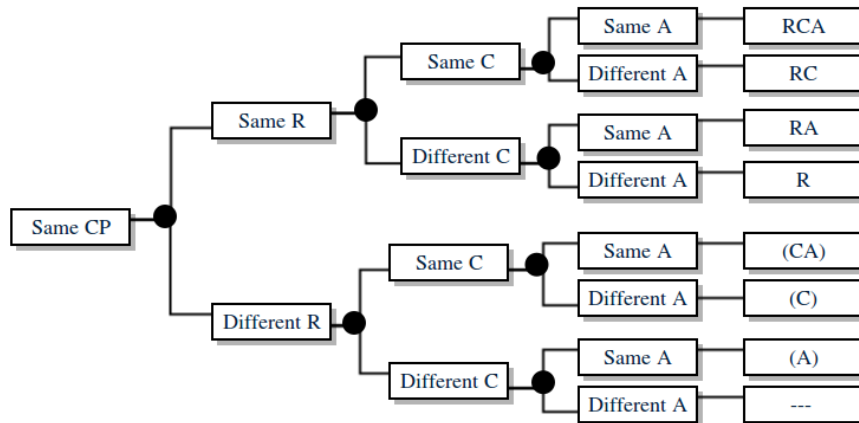 Same A RCA
Same C
Different A RC
Same R
Same A RA
Different C
Different A R
Same CP
Same A (CA)
Same C
Different A (C)
Different R
Same A (A)
Different C
Different A ---